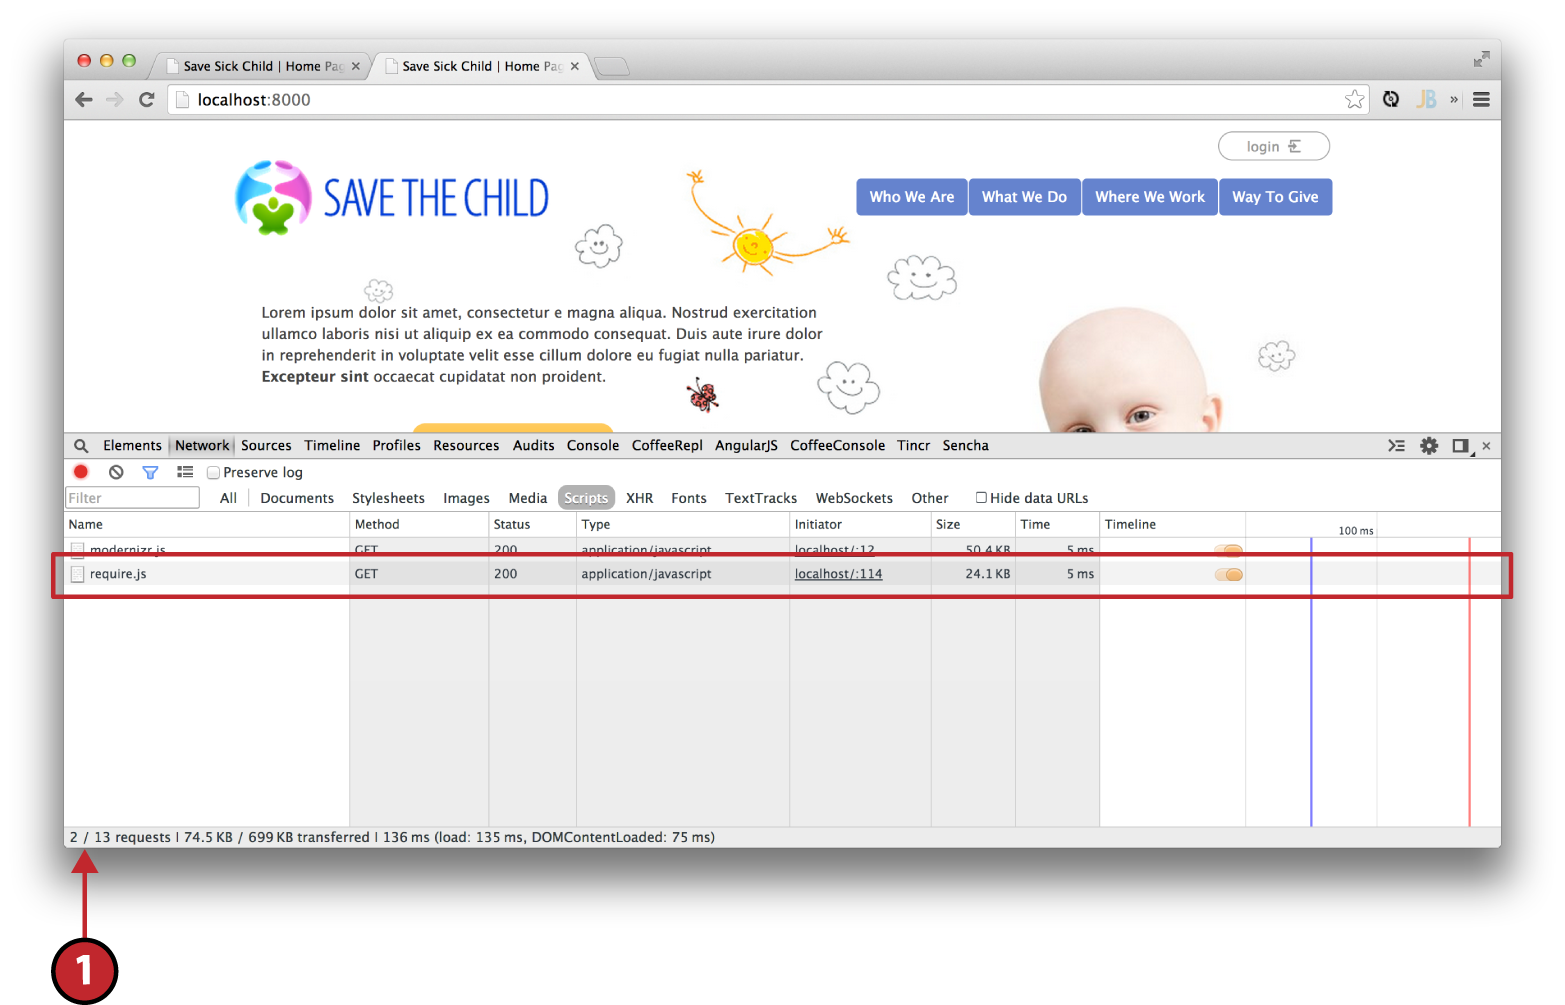 Save Sick Child | Home Pag
Save Sick Child | Home Pag
localhost:8000
JB »
login
SAVE THE CHILD
Who We Are What We Do Where We Work Way To Give
Lorem ipsum dolor sit amet, consectetur e magna aliqua. Nostrud exercitation
ullamco laboris nisi ut aliquip ex ea commodo consequat. Duis aute irure dolor
in reprehenderit in voluptate velit esse cillum dolore eu fugiat nulla pariatur.
Excepteur sint occaecat cupidatat non proident.
Elements Network Sources Timeline Profiles Resources Audits Console CoffeeRepl AngularJS CoffeeConsole Tincr Sencha
Preserve log
Filter All Documents Stylesheets Images Media Scripts XHR Fonts TextTracks WebSockets Other Hide data URLs
Name Method Status Type Initiator Size Time Timeline 100 ms
modernizr.js GET 200 application/javascript localhost/:12 50.4 KB 5 ms
require.js GET 200 application/javascript localhost/:114 24.1 KB 5 ms
2 / 13 requests | 74.5 KB / 699 KB transferred | 136 ms (load: 135 ms, DOMContentLoaded: 75 ms)
1